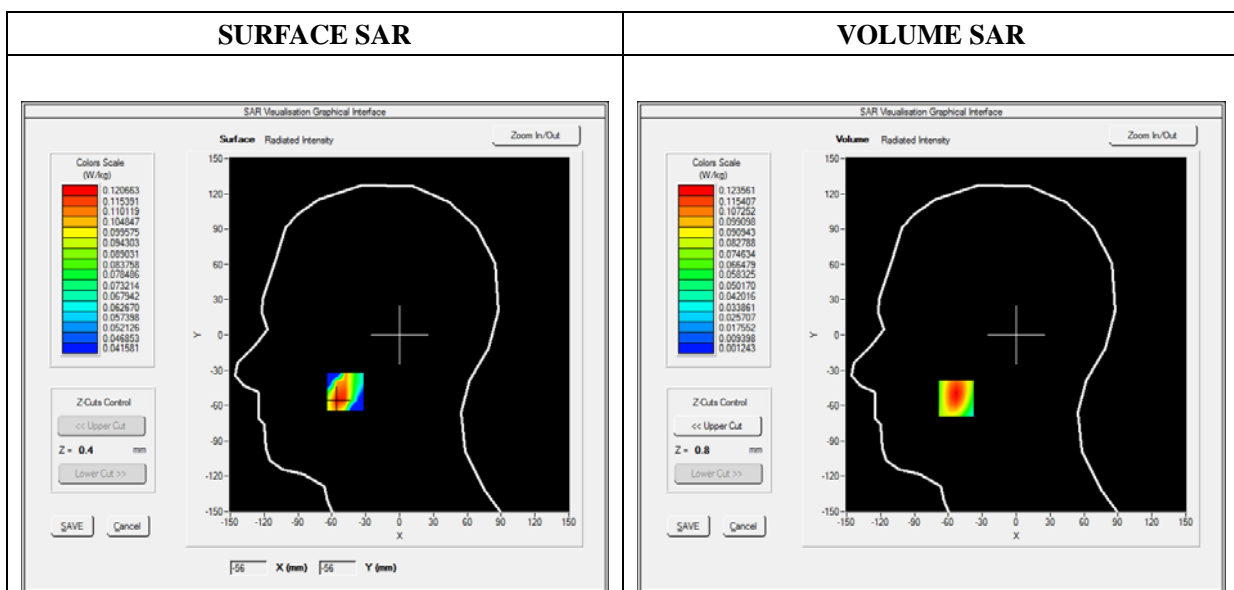 SURFACE SAR
SAR Visualisation Graphical Interface
Surface Radiated Intensity
Zoom In/Out
Colors Scale
(W/kg)
0.120663
0.115391
0.110119
0.104847
0.099575
0.094303
0.089031
0.083758
0.078486
0.073214
0.067942
0.062670
0.057398
0.052126
0.046853
0.041581
Z-Cuts Control
<< Upper Cut
Z = 0.4 mm
Lower Cut >>
SAVE Cancel
150
120
90
60
30
0
-30
-60
-90
-120
-150
Y
-150 -120 -90 -60 -30 0 30 60 90 120 150
X
-56 X (mm) -56 Y (mm)
VOLUME SAR
SAR Visualisation Graphical Interface
Volume Radiated Intensity
Zoom In/Out
Colors Scale
(W/kg)
0.123561
0.115407
0.107252
0.099098
0.090943
0.082788
0.074634
0.066479
0.058325
0.050170
0.042016
0.033861
0.025707
0.017552
0.009398
0.001243
Z-Cuts Control
<< Upper Cut
Z = 0.8 mm
Lower Cut >>
SAVE Cancel
150
120
90
60
30
0
-30
-60
-90
-120
-150
Y
-150 -120 -90 -60 -30 0 30 60 90 120 150
X